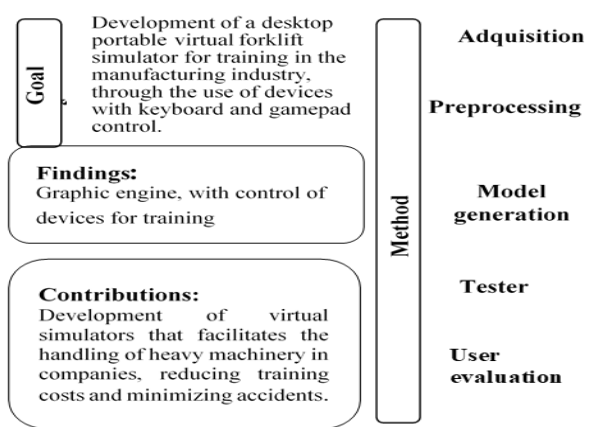 Goal
Development of a desktop
portable virtual forklift
simulator for training in the
manufacturing industry,
through the use of devices
with keyboard and gamepad
control.
Findings:
Graphic engine, with control of
devices for training
Contributions:
Development of virtual
simulators that facilitates the
handling of heavy machinery in
companies, reducing training
costs and minimizing accidents.
Method
Adquisition
Preprocessing
Model
generation
Tester
User
evaluation